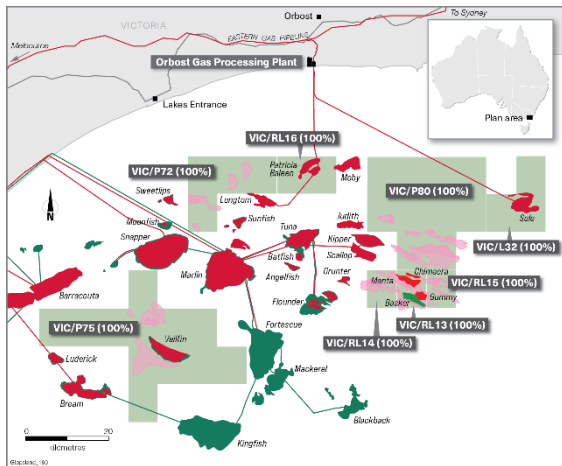 VICTORIA
Orbost
To Sydney
EASTERN GAS PIPELINE
Melbourne
Orbost Gas Processing Plant
Lakes Entrance
Plan area
VIC/RL16 (100%)
VIC/P72 (100%)
Patricia
Baleen
Moby
VIC/P80 (100%)
Sweetlips
Longtom
Sole
Moonfish
Sunfish
Tuna
Judith
N
Snapper
Kipper
VIC/L32 (100%)
Batfish
Scallop
Marlin
Angelfish
Grunter
Chimaera
Manta
VIC/RL15 (100%)
Barracouta
Flounder
Basker
Gummy
Fortescue
VIC/RL13 (100%)
VIC/P75 (100%)
VIC/RL14 (100%)
Veilfin
Luderick
Mackerel
Bream
Blackback
Kingfish
0 20
kilometres
Gippsland_160